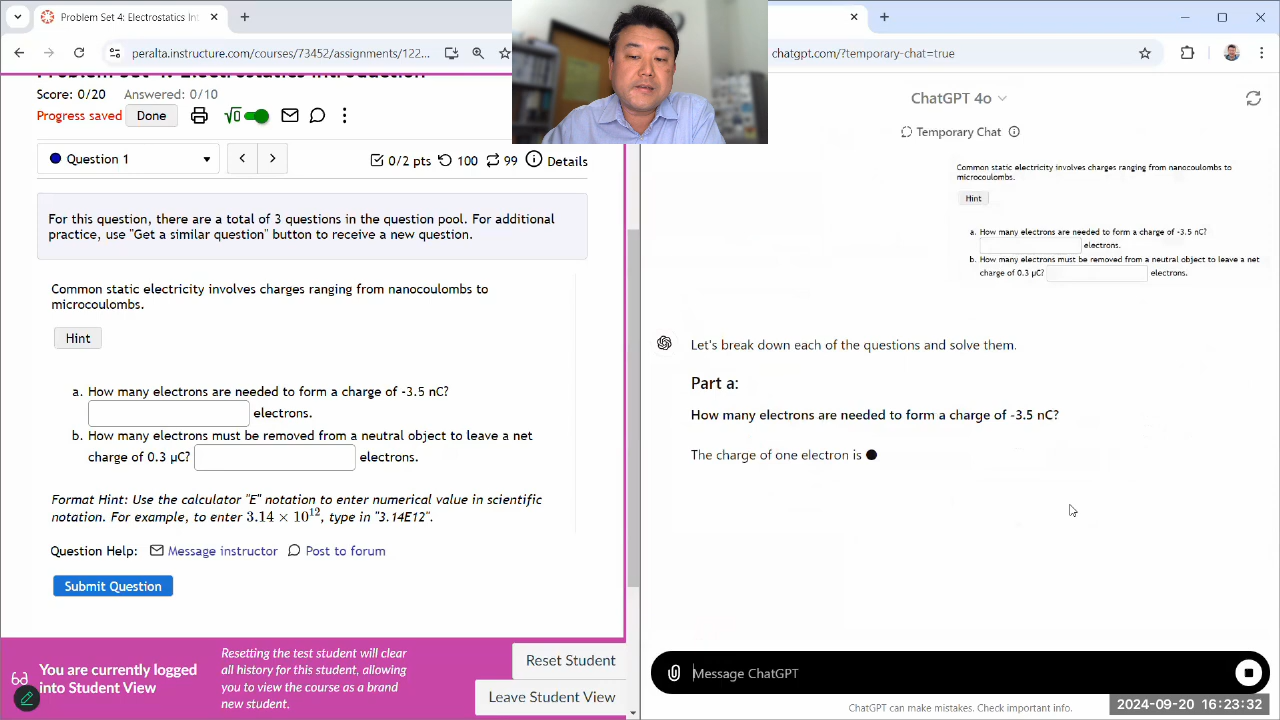 Problem Set 4: Electrostatics Int
peralta.instructure.com/courses/73452/assignments/122...
Problem Set 4: Electrostatics Introduction
Score: 0/20 Answered: 0/10
Progress saved Done √0
Question 1
0/2 pts 100 99 Details
For this question, there are a total of 3 questions in the question pool. For additional
practice, use "Get a similar question" button to receive a new question.
Common static electricity involves charges ranging from nanocoulombs to
microcoulombs.
Hint
a. How many electrons are needed to form a charge of -3.5 nC?
electrons.
b. How many electrons must be removed from a neutral object to leave a net
charge of 0.3 μC? electrons.
Format Hint: Use the calculator "E" notation to enter numerical value in scientific
notation. For example, to enter 3.14 × 10¹², type in "3.14E12".
Question Help: Message instructor Post to forum
Submit Question
You are currently logged
into Student View
Resetting the test student will clear
all history for this student, allowing
you to view the course as a brand
new student.
Reset Student
Leave Student View
chatgpt.com/?temporary-chat=true
ChatGPT 4o
Temporary Chat
Common static electricity involves charges ranging from nanocoulombs to
microcoulombs.
Hint
a. How many electrons are needed to form a charge of -3.5 nC?
electrons.
b. How many electrons must be removed from a neutral object to leave a net
charge of 0.3 μC? electrons.
Let's break down each of the questions and solve them.
Part a:
How many electrons are needed to form a charge of -3.5 nC?
The charge of one electron is
Message ChatGPT
ChatGPT can make mistakes. Check important info.
2024-09-20 16:23:32